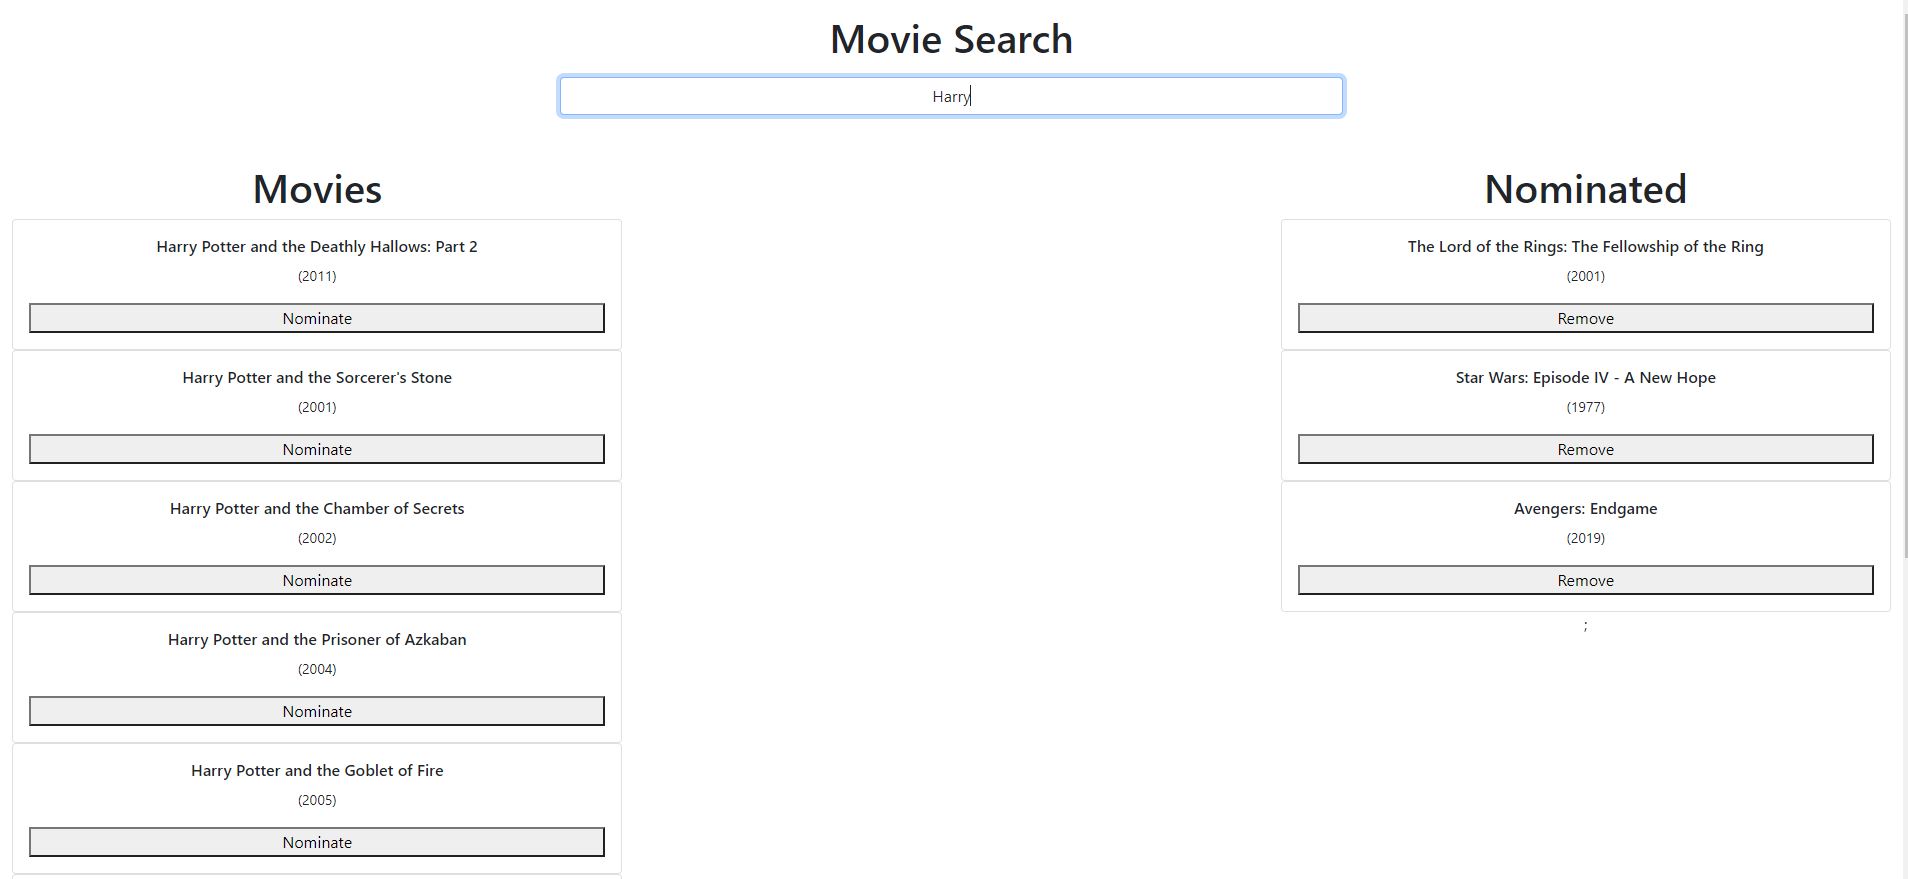 Movie Search
Harry
Movies
Harry Potter and the Deathly Hallows: Part 2
(2011)
Nominate
Harry Potter and the Sorcerer's Stone
(2001)
Nominate
Harry Potter and the Chamber of Secrets
(2002)
Nominate
Harry Potter and the Prisoner of Azkaban
(2004)
Nominate
Harry Potter and the Goblet of Fire
(2005)
Nominate
Nominated
The Lord of the Rings: The Fellowship of the Ring
(2001)
Remove
Star Wars: Episode IV - A New Hope
(1977)
Remove
Avengers: Endgame
(2019)
Remove
;